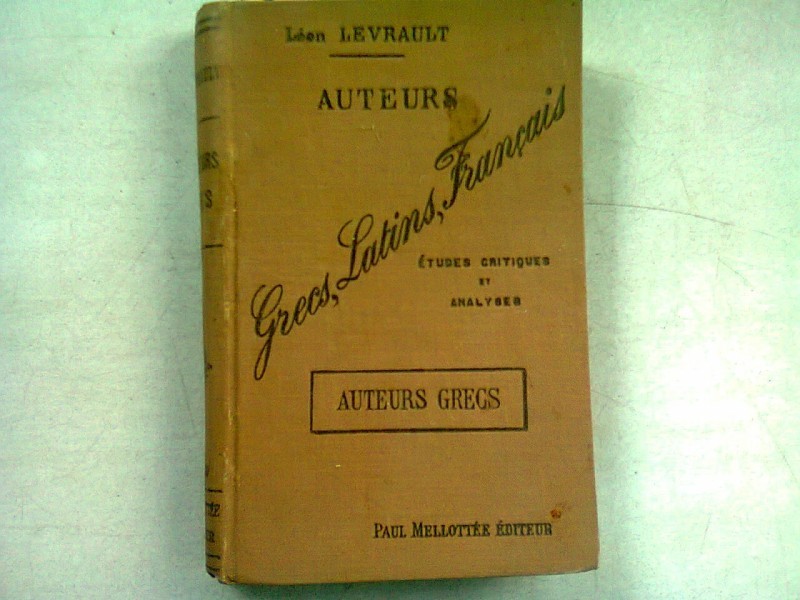 Léon LEVRAULT
AUTEURS
Grecs, Latins, Français
ÉTUDES CRITIQUES
ET
ANALYSES
AUTEURS GRECS
PAUL MELLOTTÉE ÉDITEUR